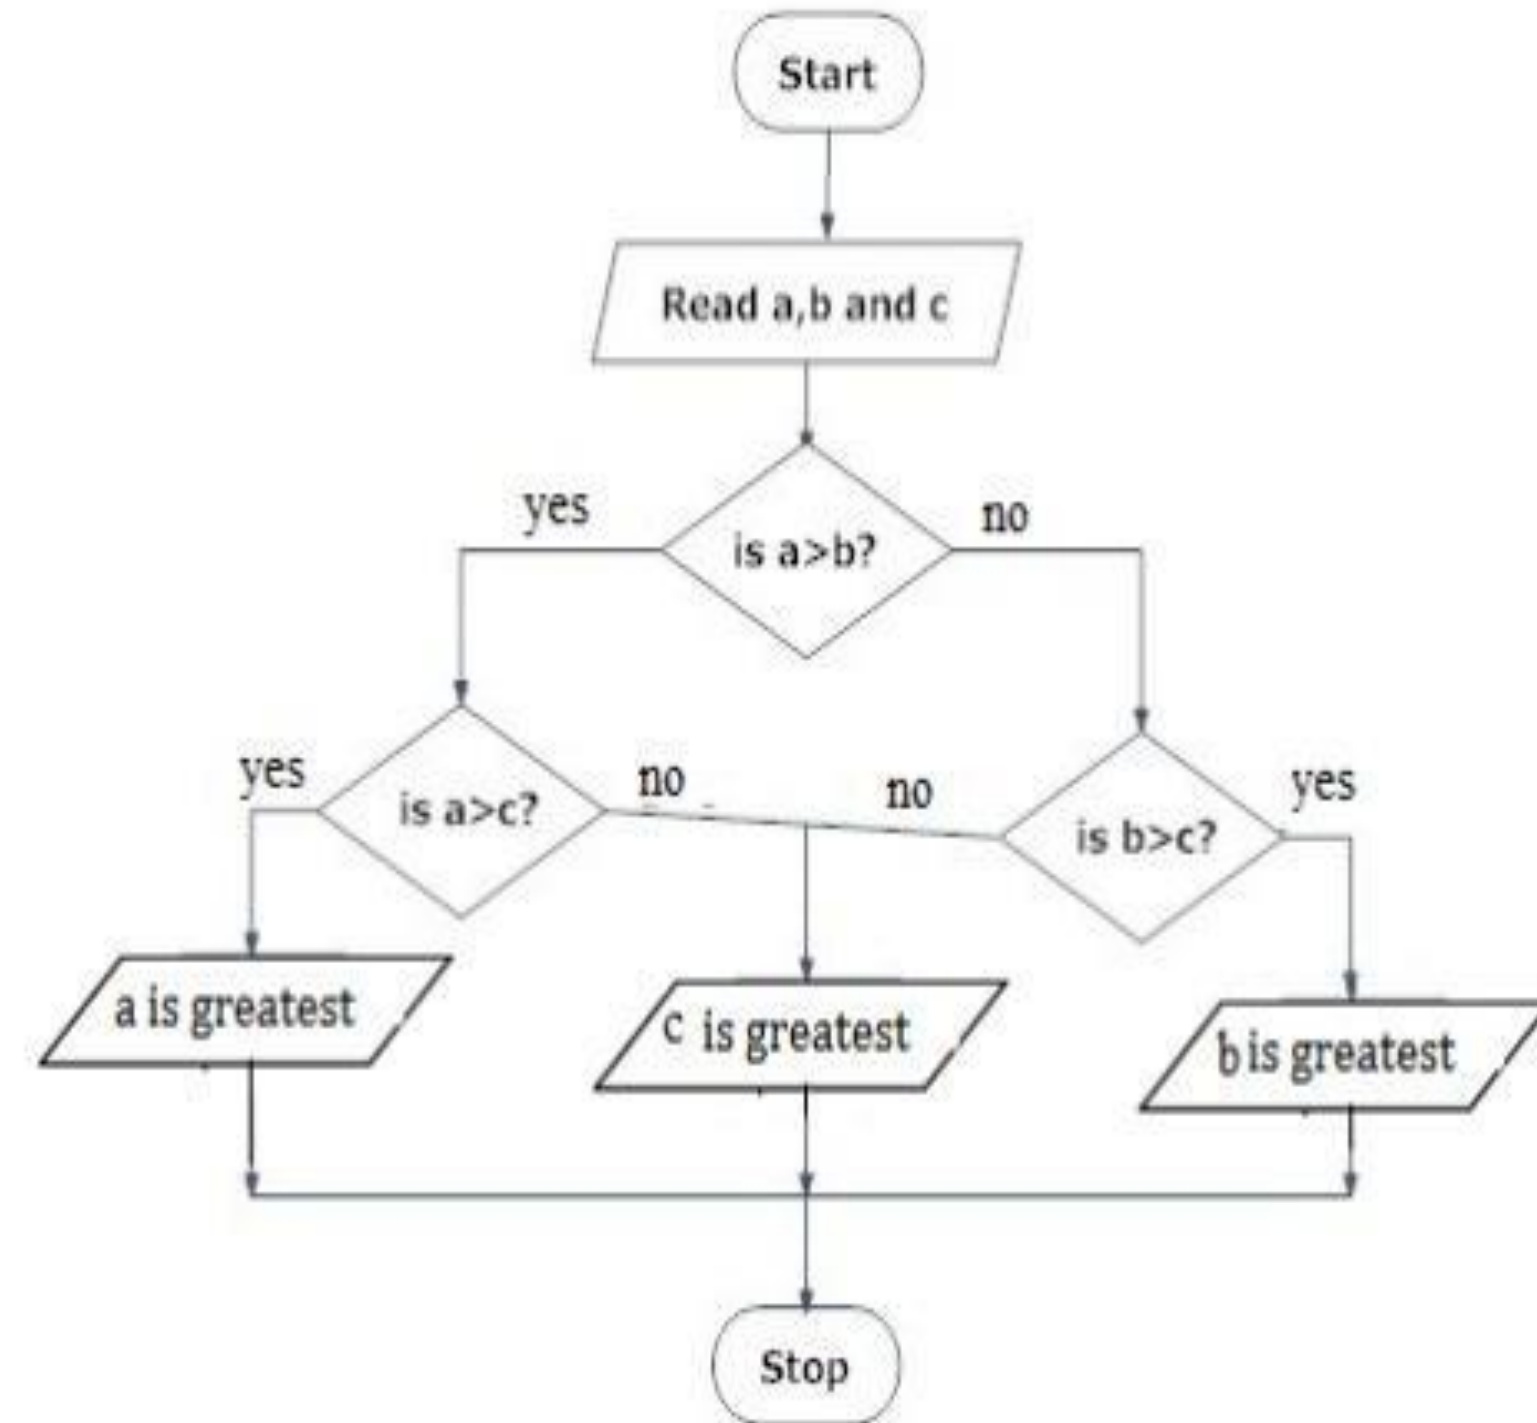 Start
Read a,b and c
yes
is a>b?
no
yes
is a>c?
no
no
is b>c?
yes
a is greatest
c is greatest
b is greatest
Stop